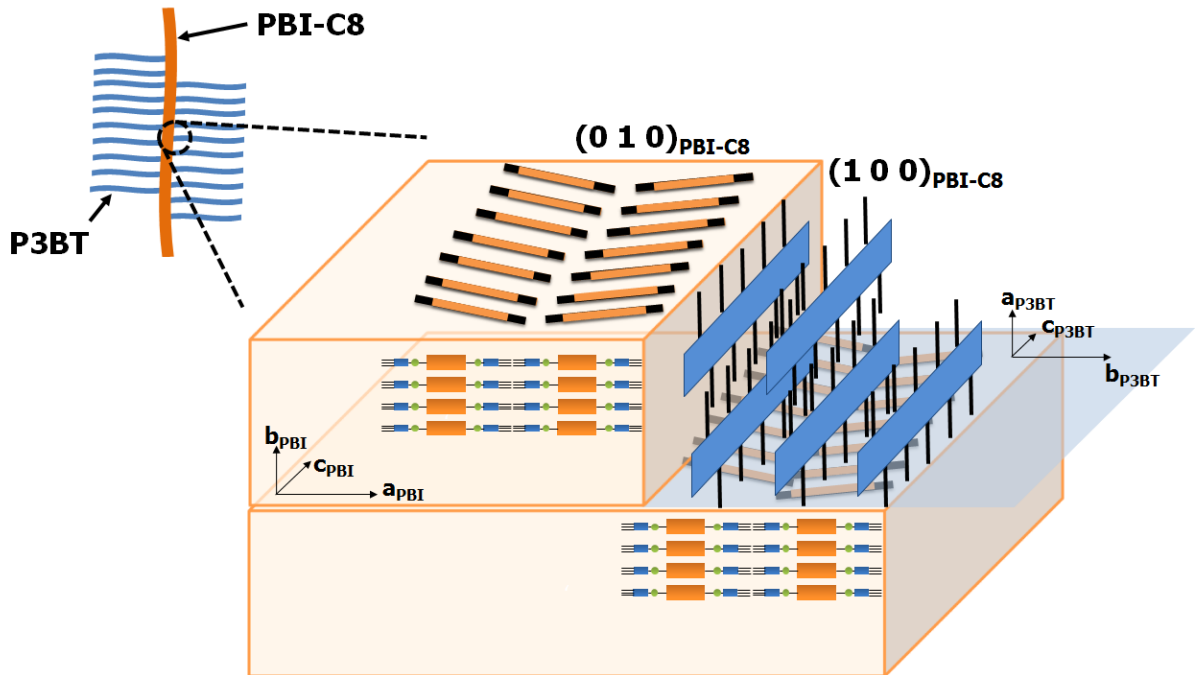 PBI-C8
P3BT
(0 1 0)PBI-C8
(1 0 0)PBI-C8
aP3BT
cP3BT
bP3BT
bPBI
cPBI
aPBI